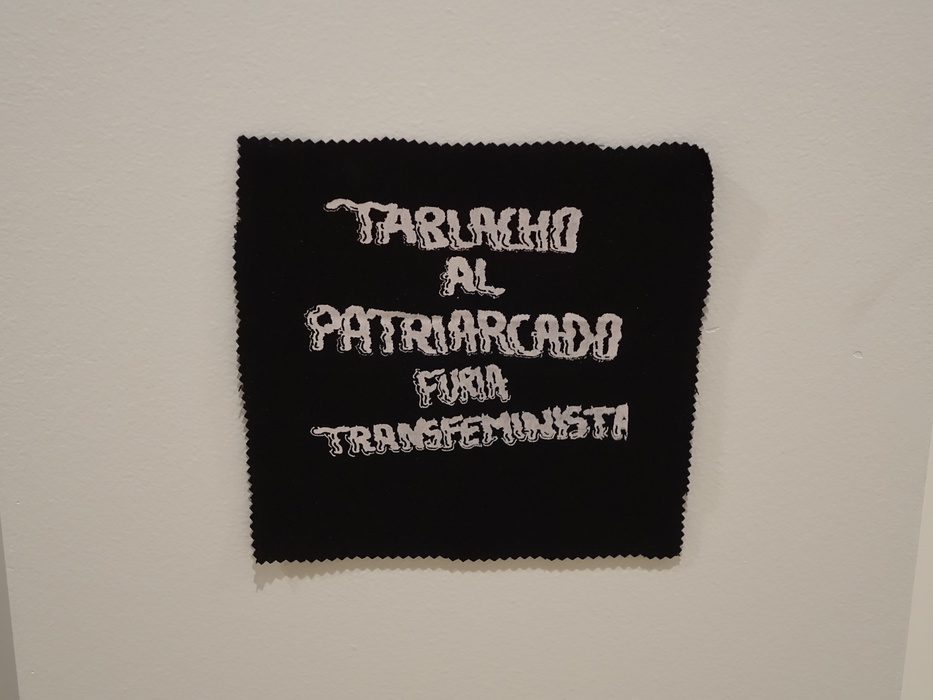 TABLACHO
AL
PATRIARCADO
FURIA
TRANSFEMINISTA